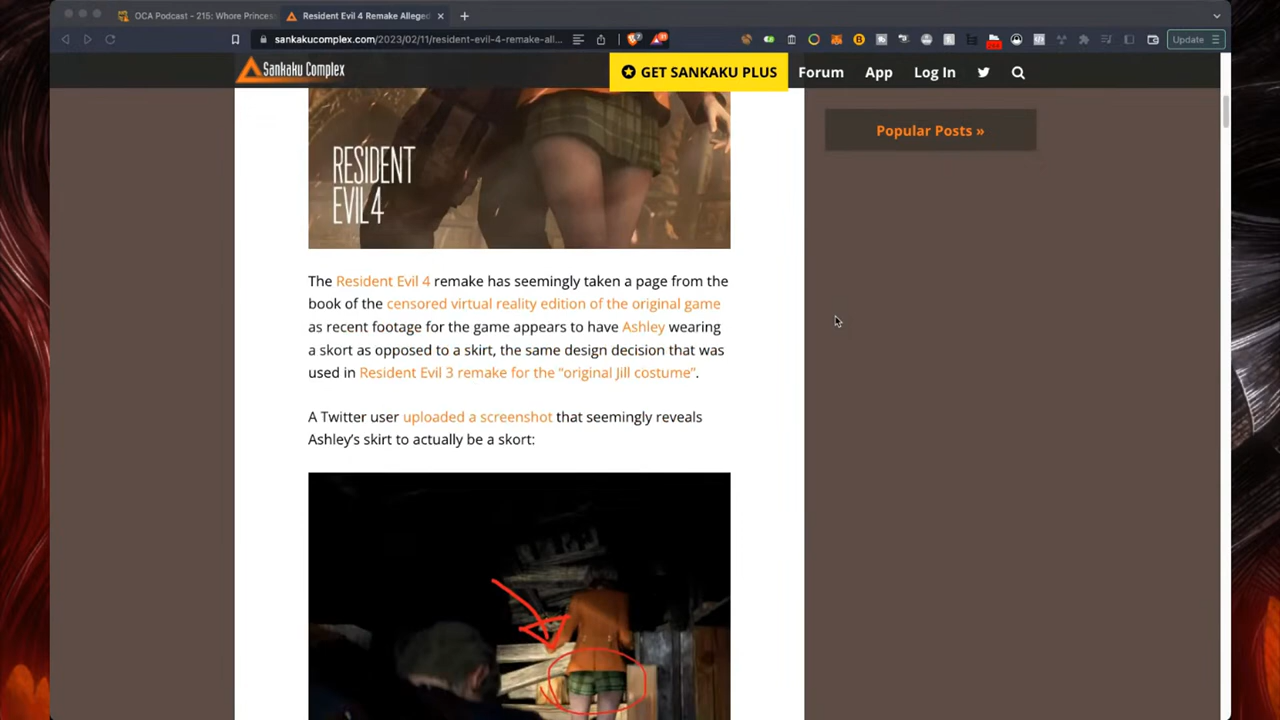 OCA Podcast - 215: Whore Princes
Resident Evil 4 Remake Alleged
sankakucomplex.com/2023/02/11/resident-evil-4-remake-all...
Update
Sankaku Complex
GET SANKAKU PLUS
Forum
App
Log In
Popular Posts »
RESIDENT
EVIL4
The Resident Evil 4 remake has seemingly taken a page from the
book of the censored virtual reality edition of the original game
as recent footage for the game appears to have Ashley wearing
a skort as opposed to a skirt, the same design decision that was
used in Resident Evil 3 remake for the “original Jill costume”.
A Twitter user uploaded a screenshot that seemingly reveals
Ashley’s skirt to actually be a skort: